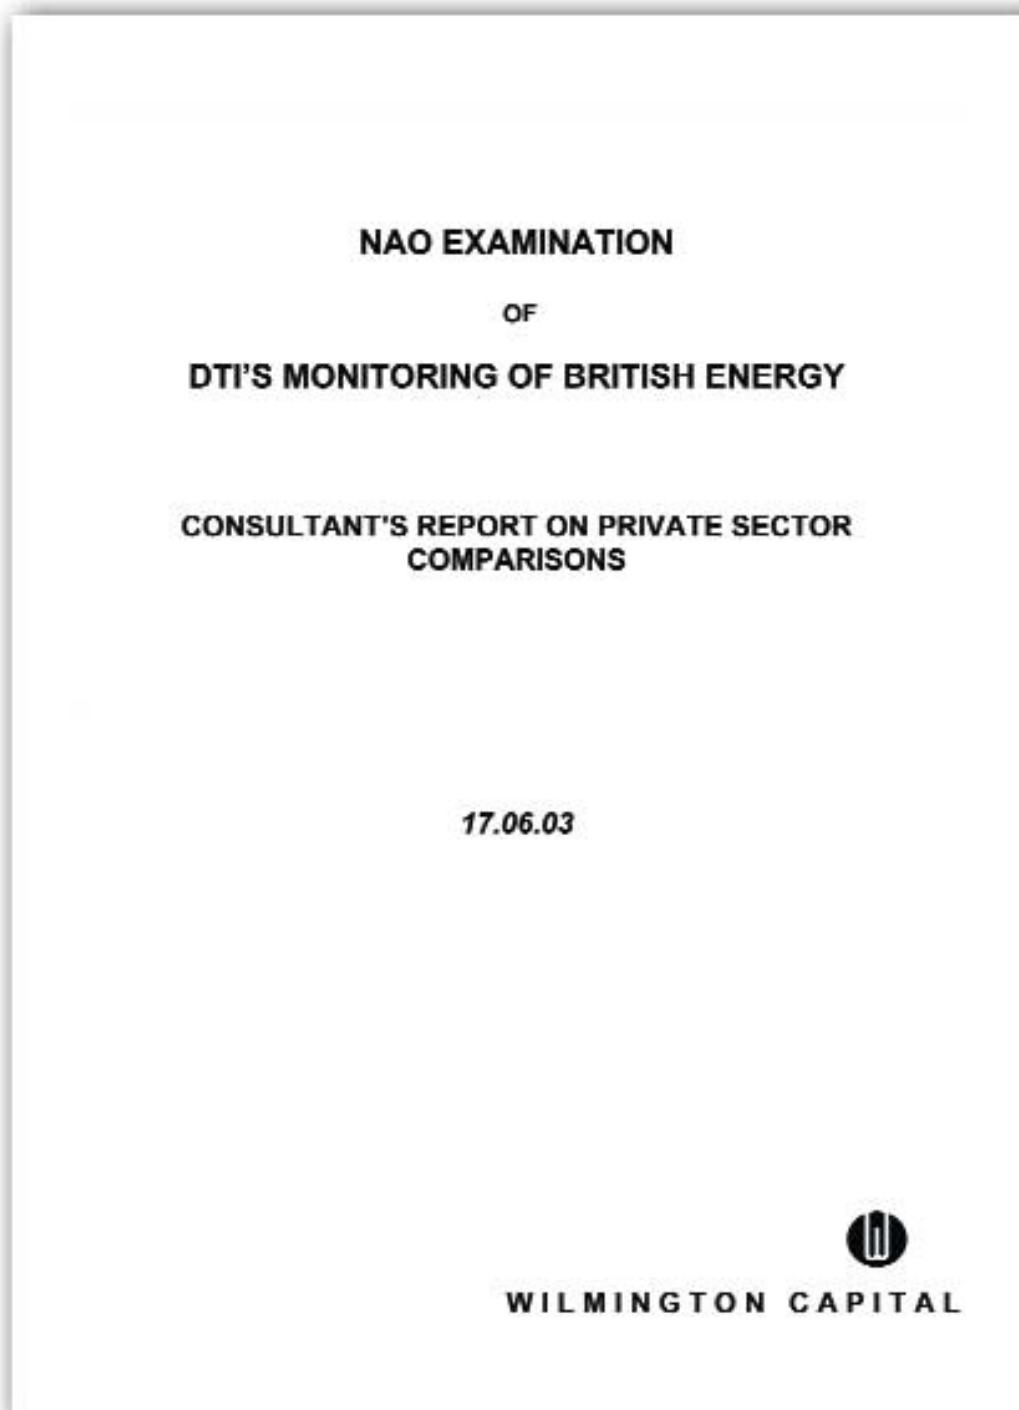 NAO EXAMINATION
OF
DTI'S MONITORING OF BRITISH ENERGY
CONSULTANT'S REPORT ON PRIVATE SECTOR
COMPARISONS
17.06.03
WILMINGTON CAPITAL